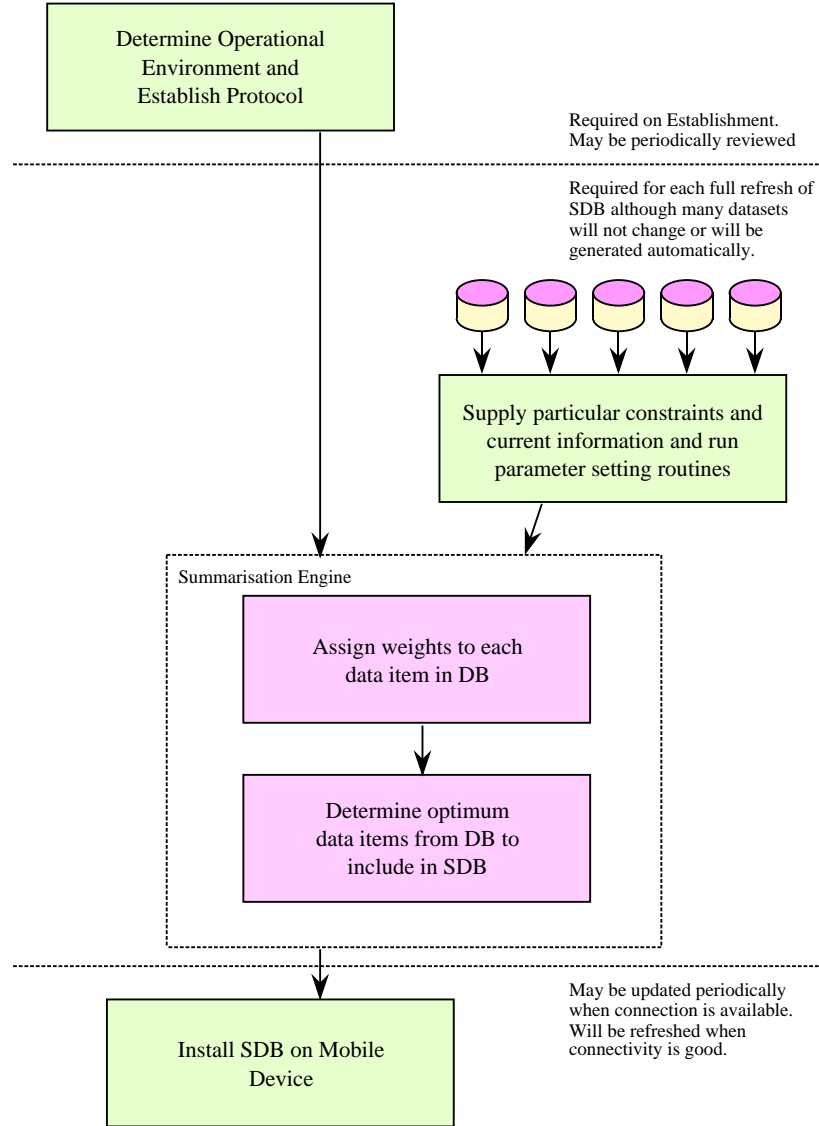 Determine Operational
Environment and
Establish Protocol
Required on Establishment.
May be periodically reviewed
Required for each full refresh of
SDB although many datasets
will not change or will be
generated automatically.
Supply particular constraints and
current information and run
parameter setting routines
Summarisation Engine
Assign weights to each
data item in DB
Determine optimum
data items from DB to
include in SDB
May be updated periodically
when connection is available.
Will be refreshed when
connectivity is good.
Install SDB on Mobile
Device